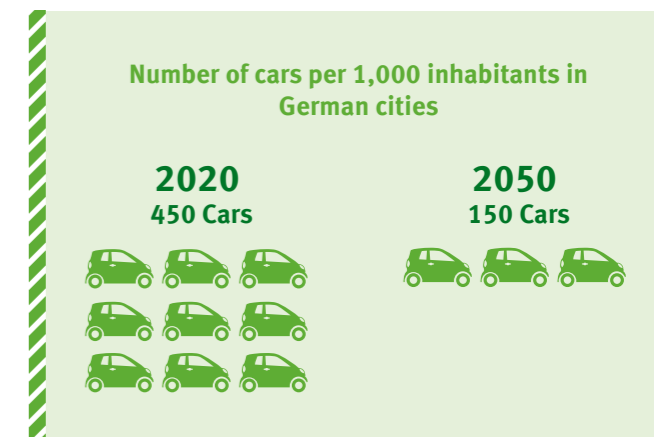 Number of cars per 1,000 inhabitants in
German cities
2020
450 Cars
2050
150 Cars